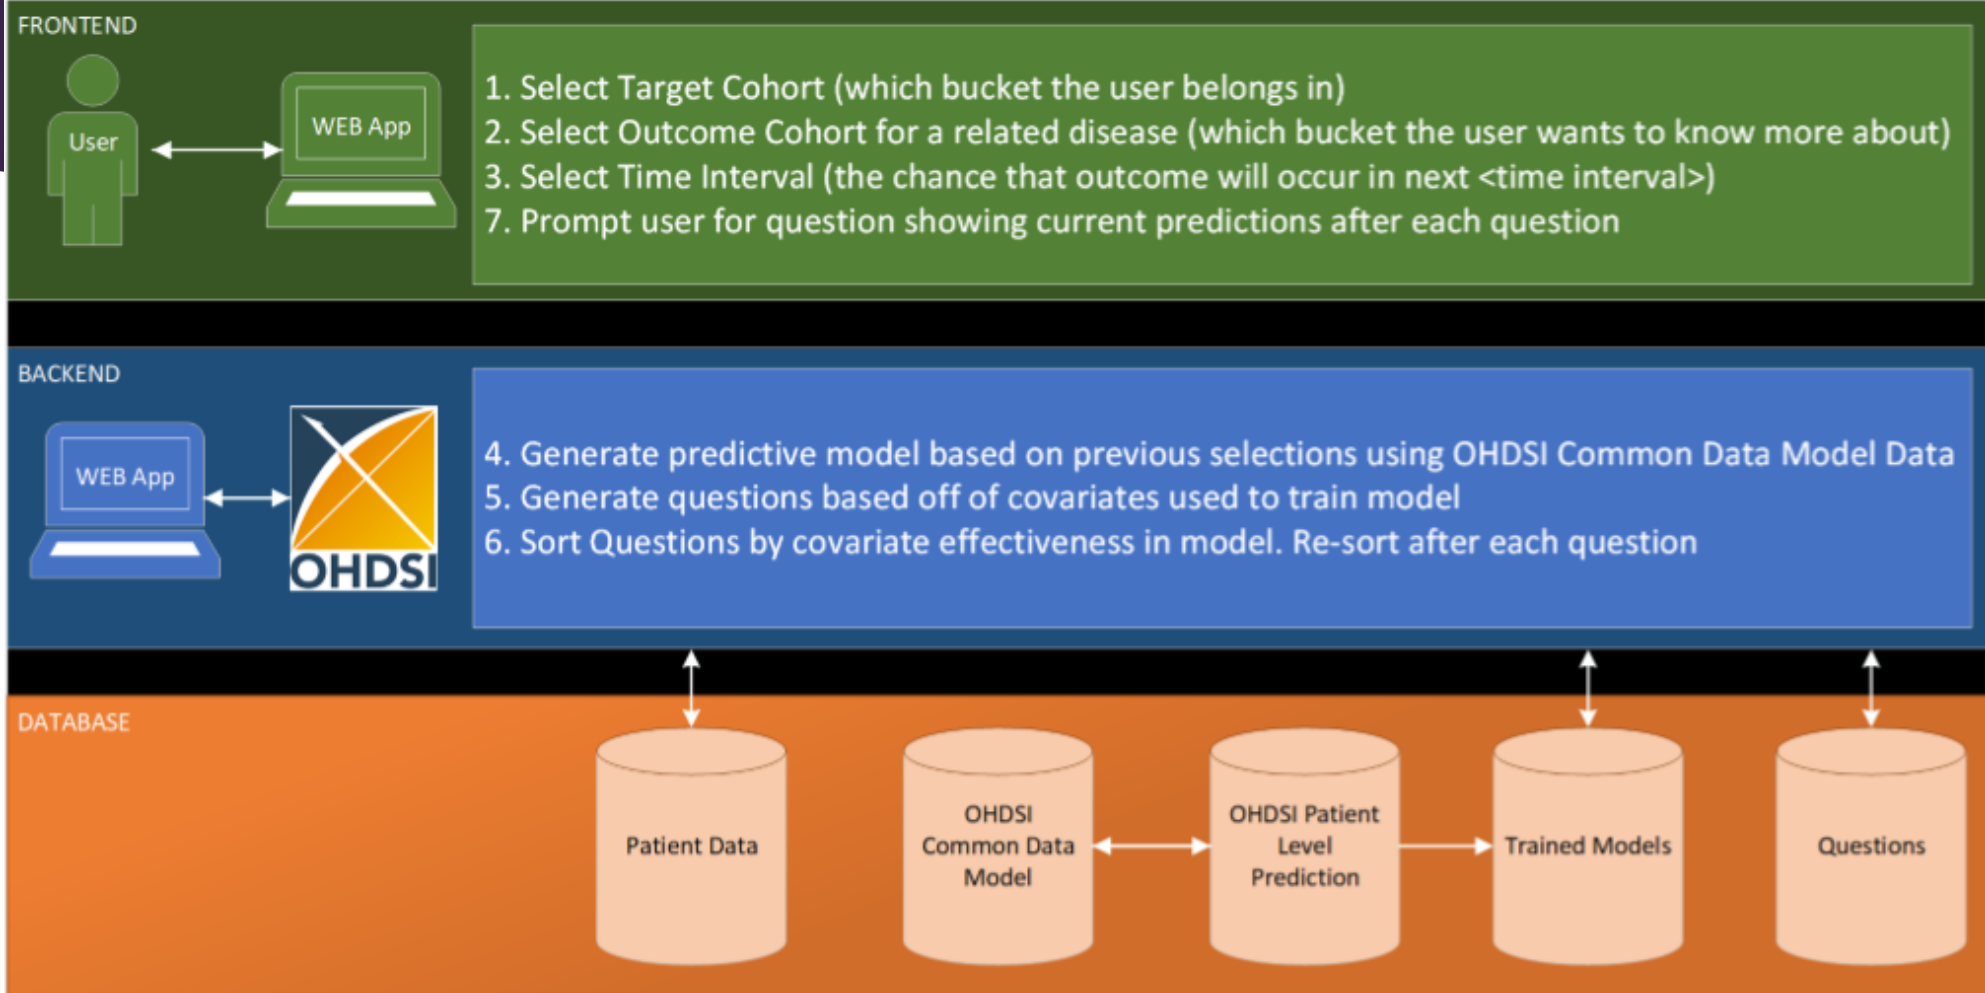 FRONTEND
User
WEB App
1. Select Target Cohort (which bucket the user belongs in)
2. Select Outcome Cohort for a related disease (which bucket the user wants to know more about)
3. Select Time Interval (the chance that outcome will occur in next <time interval>)
7. Prompt user for question showing current predictions after each question
BACKEND
WEB App
OHDSI
4. Generate predictive model based on previous selections using OHDSI Common Data Model Data
5. Generate questions based off of covariates used to train model
6. Sort Questions by covariate effectiveness in model. Re-sort after each question
DATABASE
Patient Data
OHDSI
Common Data
Model
OHDSI Patient
Level
Prediction
Trained Models
Questions